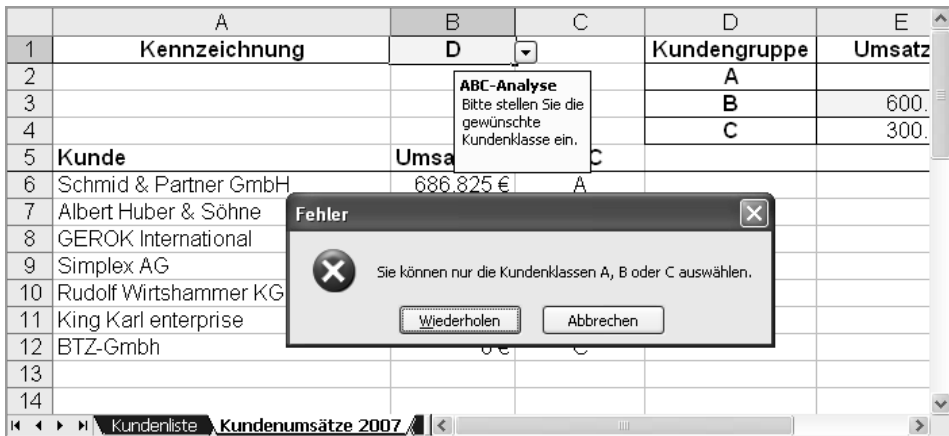 A B C D E
1 Kennzeichnung D Kundengruppe Umsatz
2 A
3 B 600.
4 C 300.
ABC-Analyse
Bitte stellen Sie die
gewünschte
Kundenklasse ein.
5 Kunde Umsa C
6 Schmid & Partner GmbH 686.825 € A
7 Albert Huber & Söhne
8 GEROK International
9 Simplex AG
10 Rudolf Wirtshammer KG
11 King Karl enterprise
12 BTZ-Gmbh 0 € C
13
14
Fehler
Sie können nur die Kundenklassen A, B oder C auswählen.
Wiederholen Abbrechen
Kundenliste Kundenumsätze 2007